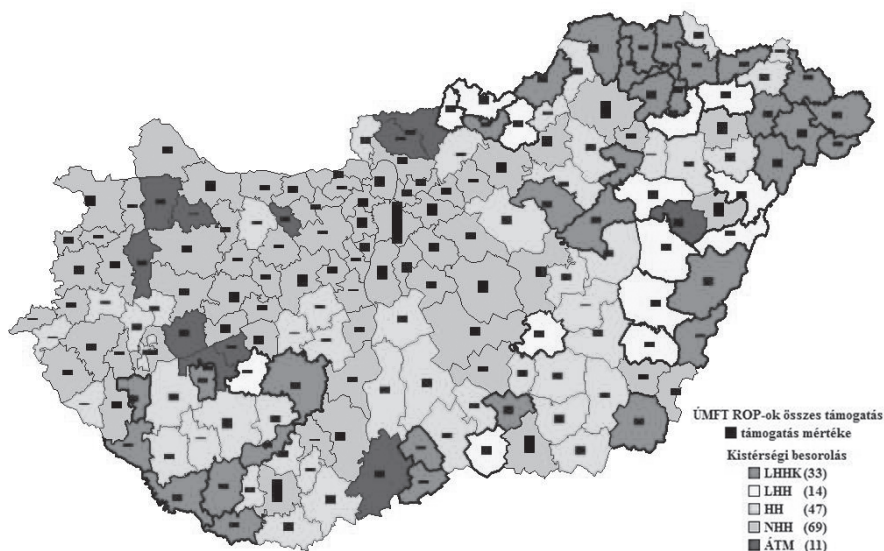 ÚMFT ROP-ok összes támogatás
támogatás mértéke
Kistérségi besorolás
LHHK (33)
LHH (14)
HH (47)
NHH (69)
ÁTM (11)